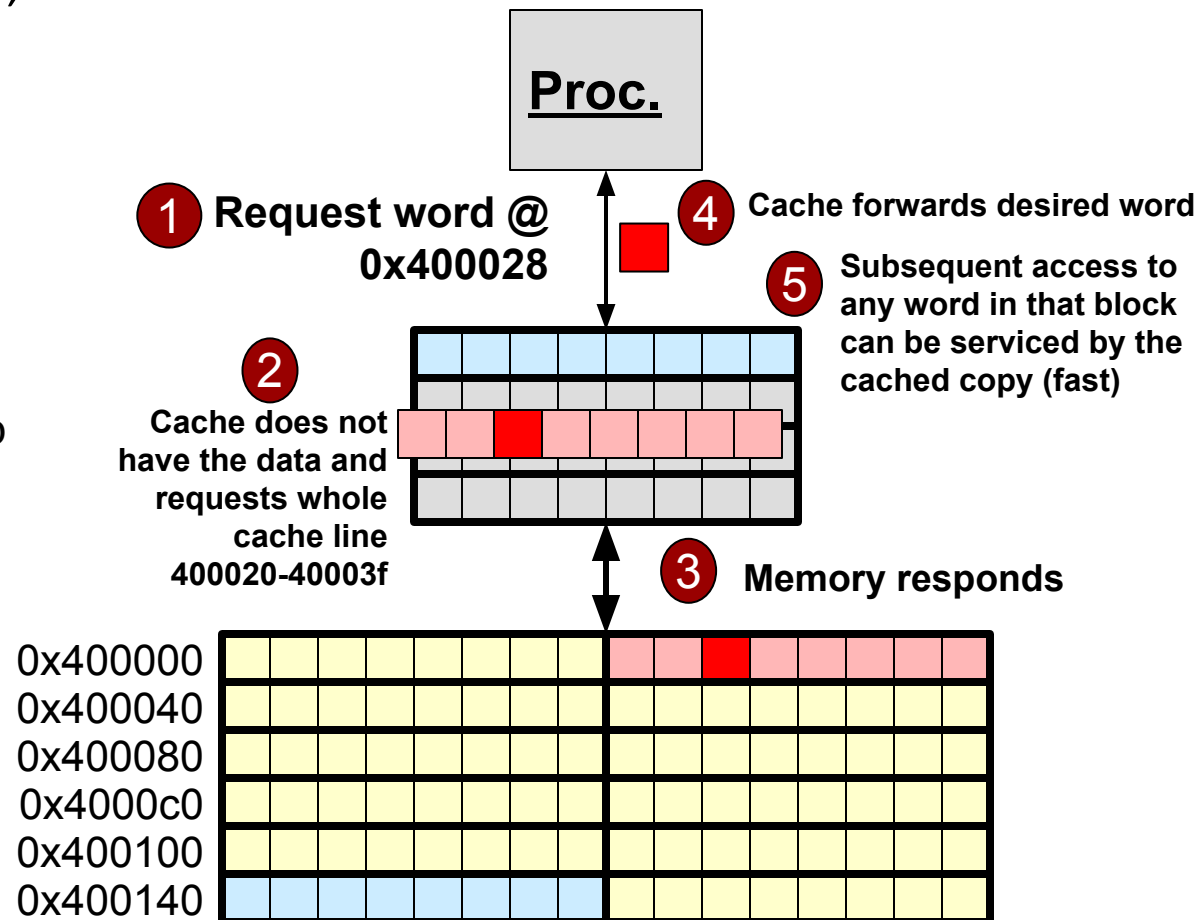 )
Proc.
1
Request word @
0x400028
4
Cache forwards desired word
5
Subsequent access to
any word in that block
can be serviced by the
cached copy (fast)
2
Cache does not
have the data and
requests whole
cache line
400020-40003f
3
Memory responds
0x400000
0x400040
0x400080
0x4000c0
0x400100
0x400140